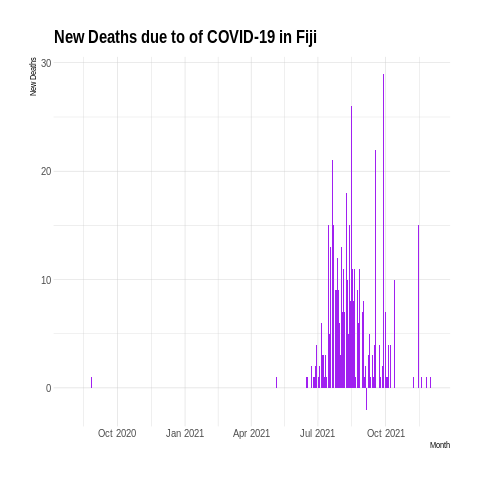 New Deaths due to of COVID-19 in Fiji
New Deaths
30
20
10
0
Oct 2020
Jan 2021
Apr 2021
Jul 2021
Oct 2021
Month